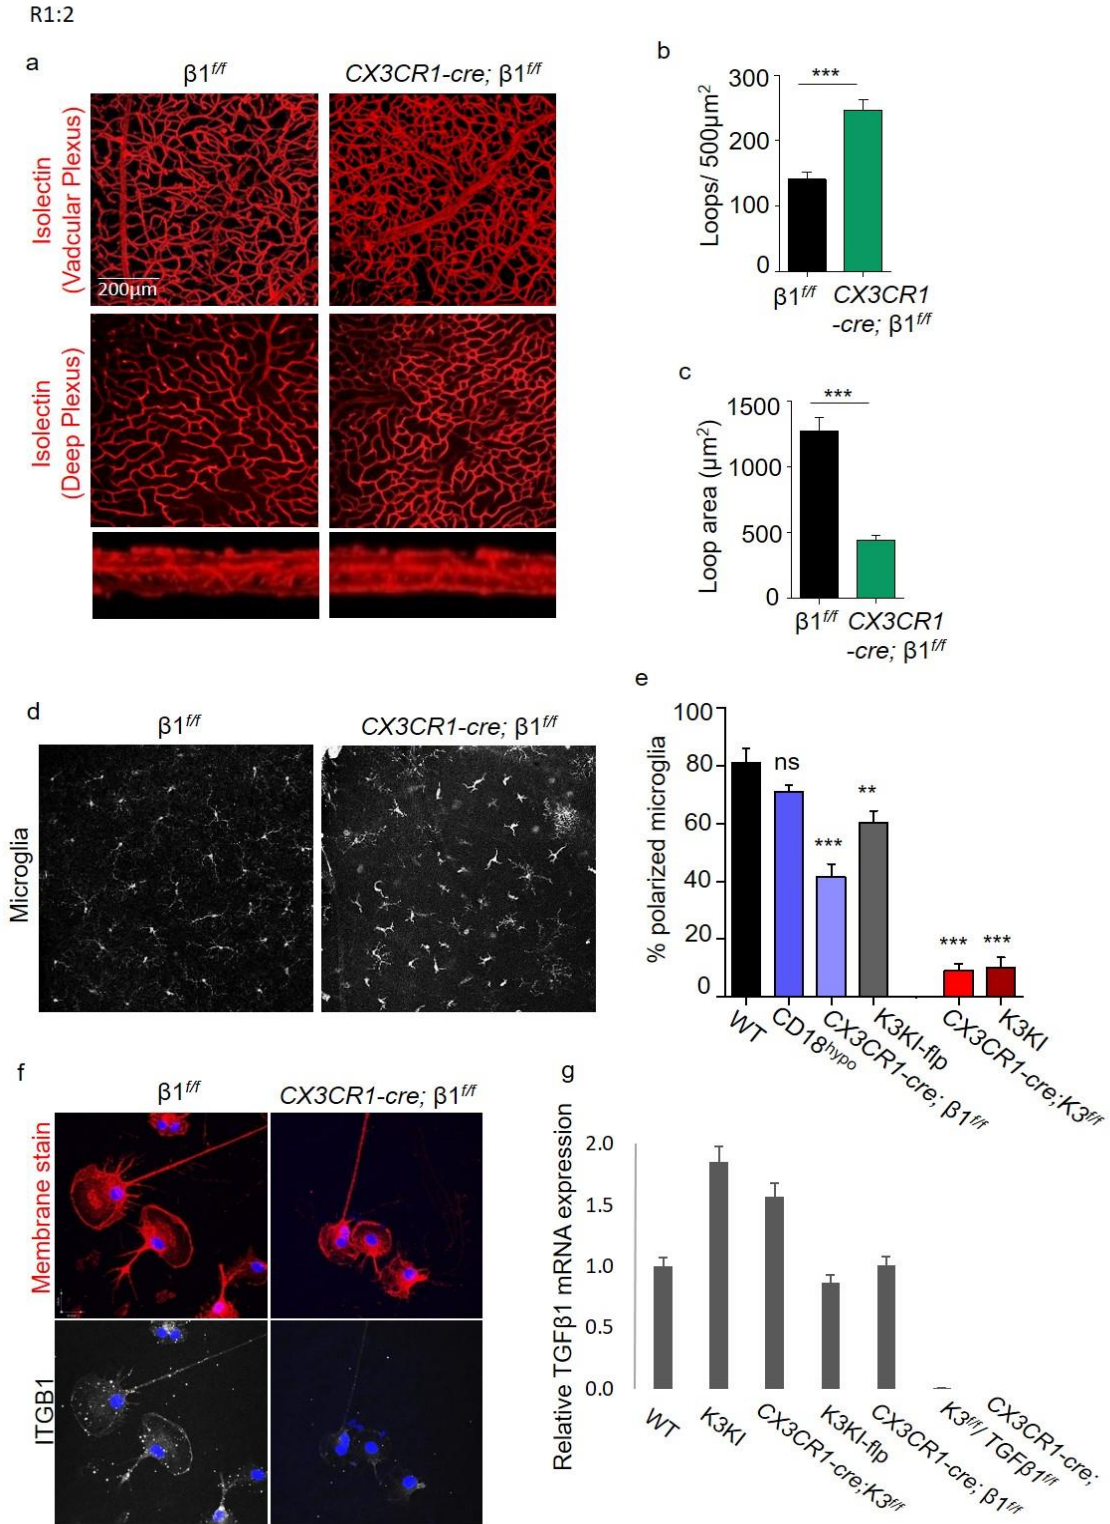 R1:2
a
β1f/f
CX3CR1-cre; β1f/f
Isolectin
(Vadcular Plexus)
200µm
Isolectin
(Deep Plexus)
b
***
Loops/ 500µm2
300
200
100
0
β1f/f
CX3CR1
-cre; β1f/f
c
***
Loop area (µm2)
1500
1000
500
0
β1f/f
CX3CR1
-cre; β1f/f
d
β1f/f
CX3CR1-cre; β1f/f
Microglia
e
% polarized microglia
100
80
60
40
20
0
ns
***
**
***
***
WT
CD18hypo
CX3CR1-cre; β1f/f
K3KI-flp
CX3CR1-cre;K3f/f
K3KI
f
β1f/f
CX3CR1-cre; β1f/f
Membrane stain
ITGB1
g
Relative TGFβ1 mRNA expression
2.0
1.5
1.0
0.5
0.0
WT
K3KI
CX3CR1-cre;K3f/f
K3KI-flp
CX3CR1-cre; β1f/f
CX3CR1-cre;
K3f/f/ TGFβ1f/f